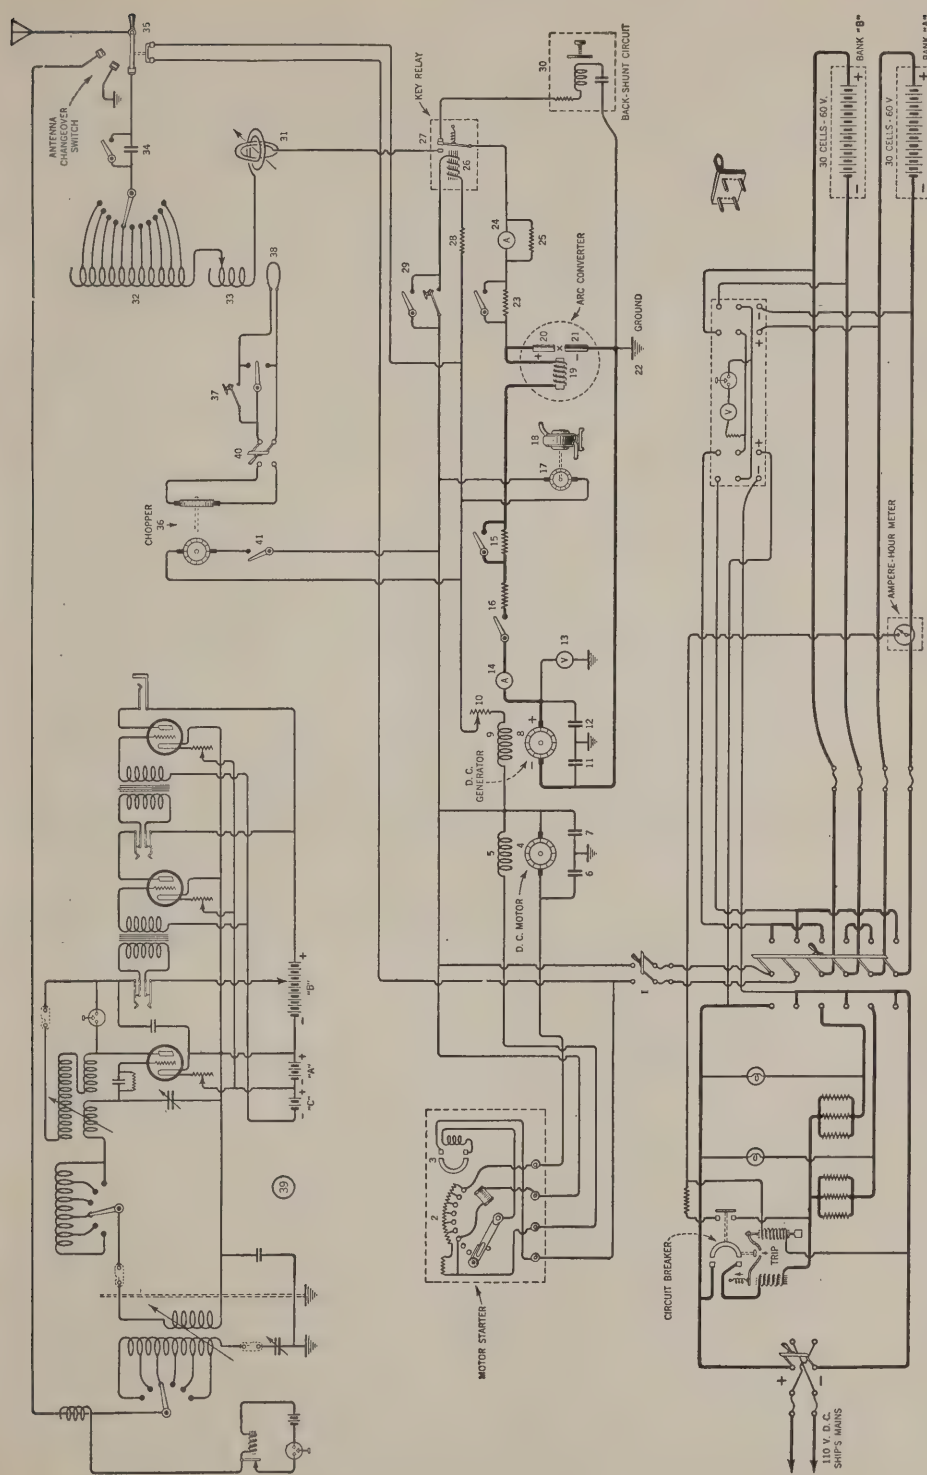 35
ANTENNA
CHANGEOVER
SWITCH
34
32
33
31
38
37
40
CHOPPER
36
41
KEY RELAY
27
26
28
29
30
BACK-SHUNT CIRCUIT
24
A
25
23
ARC CONVERTER
20
+
×
21
−
19
22
GROUND
18
17
15
16
14
A
13
V
10
9
D.C.
GENERATOR
8
+
−
12
11
5
4
D. C. MOTOR
7
6
+
"B"
−
+
"A"
−
+
"C"
−
39
3
2
MOTOR STARTER
1
BANK "B"
+
30 CELLS - 60 V.
−
BANK "A"
+
30 CELLS - 60 V
−
V
−
+
+
−
AMPERE-HOUR METER
CIRCUIT BREAKER
TRIP
+
−
110 V. D.C.
SHIP'S MAINS